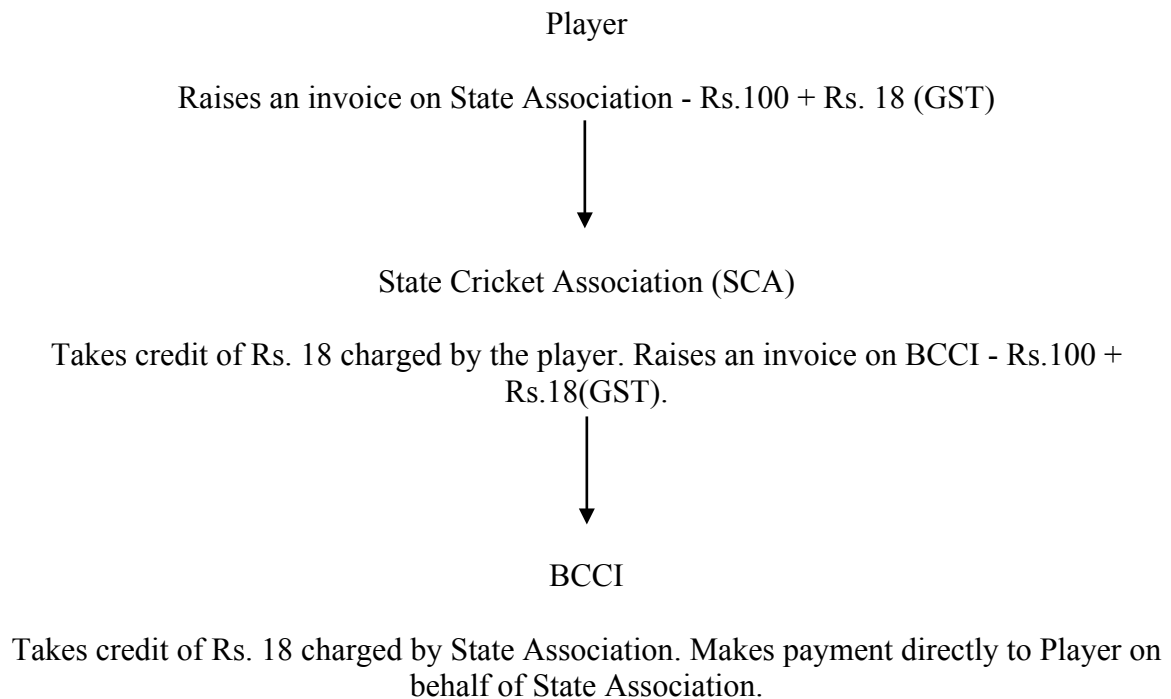 Player
Raises an invoice on State Association - Rs.100 + Rs. 18 (GST)
State Cricket Association (SCA)
Takes credit of Rs. 18 charged by the player. Raises an invoice on BCCI - Rs.100 +
Rs.18(GST).
BCCI
Takes credit of Rs. 18 charged by State Association. Makes payment directly to Player on
behalf of State Association.